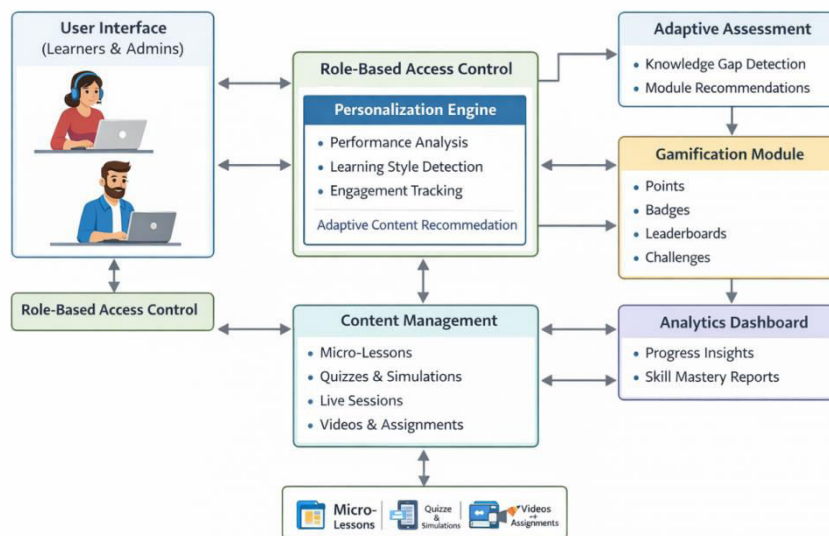 User Interface
(Learners & Admins)
Role-Based Access Control
Role-Based Access Control
Personalization Engine
• Performance Analysis
• Learning Style Detection
• Engagement Tracking
Adaptive Content Recommedation
Adaptive Assessment
• Knowledge Gap Detection
• Module Recommendations
Gamification Module
• Points
• Badges
• Leaderboards
• Challenges
Content Management
• Micro-Lessons
• Quizzes & Simulations
• Live Sessions
• Videos & Assignments
Analytics Dashboard
• Progress Insights
• Skill Mastery Reports
Micro-
Lessons
Quizze
&
Simulations
Videos
Assignments